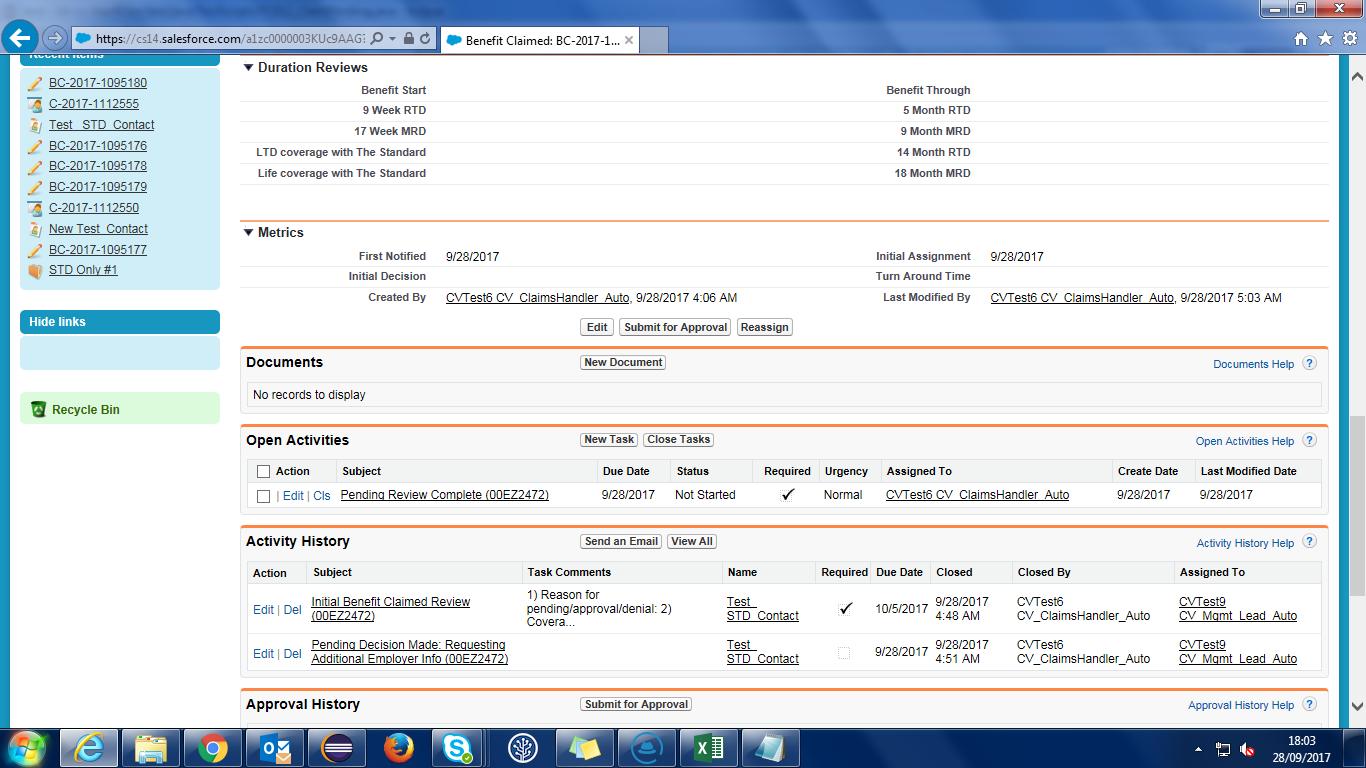 https://cs14.salesforce.com/a1zc0000003KUc9AAG
Benefit Claimed: BC-2017-1...
Recent Items
BC-2017-1095180
C-2017-1112555
Test_ STD_Contact
BC-2017-1095176
BC-2017-1095178
BC-2017-1095179
C-2017-1112550
New Test_Contact
BC-2017-1095177
STD Only #1
Hide links
Recycle Bin
Duration Reviews
Benefit Start Benefit Through
9 Week RTD 5 Month RTD
17 Week MRD 9 Month MRD
LTD coverage with The Standard 14 Month RTD
Life coverage with The Standard 18 Month MRD
Metrics
First Notified 9/28/2017 Initial Assignment 9/28/2017
Initial Decision Turn Around Time
Created By CVTest6 CV_ClaimsHandler_Auto, 9/28/2017 4:06 AM Last Modified By CVTest6 CV_ClaimsHandler_Auto, 9/28/2017 5:03 AM
Edit Submit for Approval Reassign
Documents New Document Documents Help ?
No records to display
Open Activities New Task Close Tasks Open Activities Help ?
Action Subject Due Date Status Required Urgency Assigned To Create Date Last Modified Date
| Edit | Cls Pending Review Complete (00EZ2472) 9/28/2017 Not Started Normal CVTest6 CV_ClaimsHandler_Auto 9/28/2017 9/28/2017
Activity History Send an Email View All Activity History Help ?
Action Subject Task Comments Name Required Due Date Closed Closed By Assigned To
Edit | Del Initial Benefit Claimed Review (00EZ2472) 1) Reason for pending/approval/denial: 2) Covera... Test_ STD_Contact 10/5/2017 9/28/2017 4:48 AM CVTest6 CV_ClaimsHandler_Auto CVTest9 CV_Mgmt_Lead_Auto
Edit | Del Pending Decision Made: Requesting Additional Employer Info (00EZ2472) Test_ STD_Contact 9/28/2017 9/28/2017 4:51 AM CVTest6 CV_ClaimsHandler_Auto CVTest9 CV_Mgmt_Lead_Auto
Approval History Submit for Approval Approval History Help ?
18:03
28/09/2017